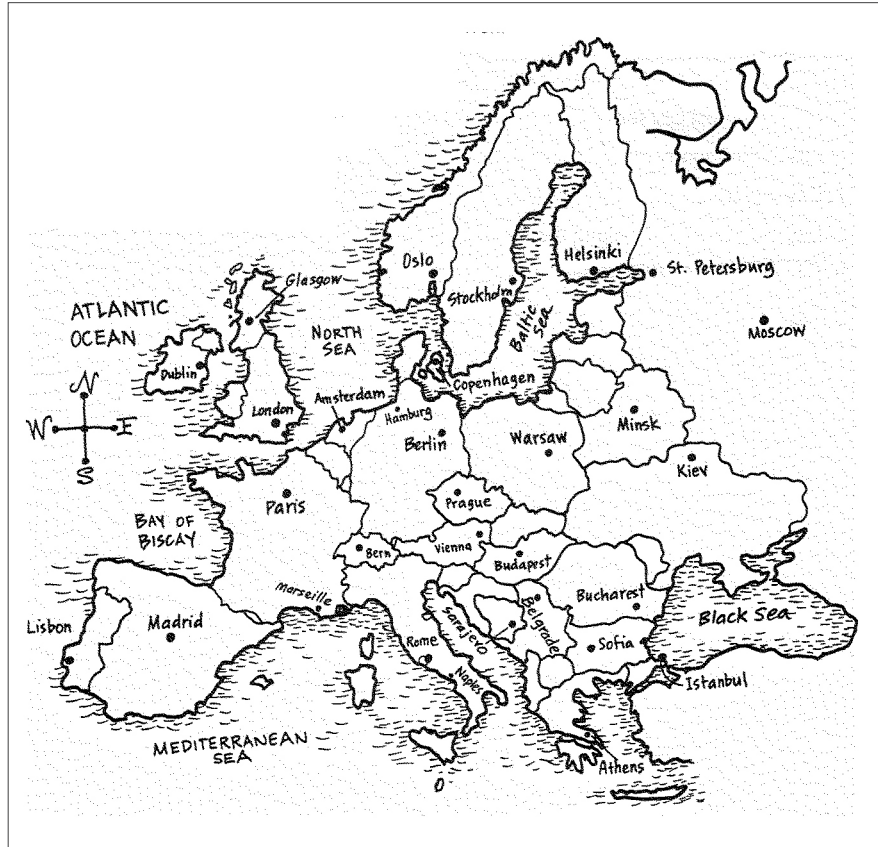 Oslo
Helsinki
St. Petersburg
Glasgow
Stockholm
ATLANTIC
OCEAN
NORTH
SEA
Baltic
Sea
Moscow
Dublin
Copenhagen
N
W
E
S
London
Amsterdam
Hamburg
Berlin
Warsaw
Minsk
Kiev
Paris
Prague
BAY OF
BISCAY
Bern
Vienna
Budapest
Marseille
Bucharest
Belgrade
Black Sea
Lisbon
Madrid
Sarajevo
Rome
Sofia
Naples
Istanbul
MEDITERRANEAN
SEA
Athens